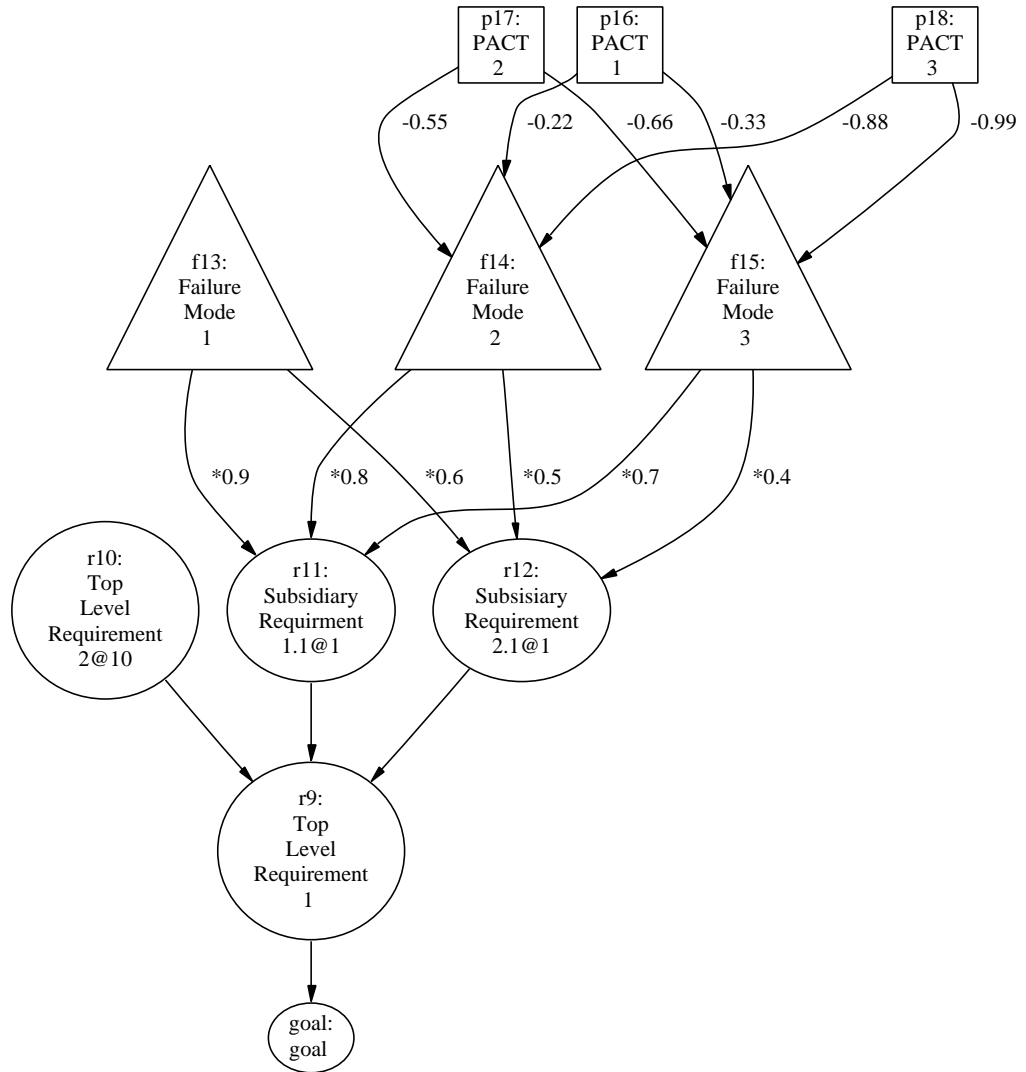 p17:
PACT
2
p16:
PACT
1
p18:
PACT
3
-0.55
-0.22
-0.66
-0.33
-0.88
-0.99
f13:
Failure
Mode
1
f14:
Failure
Mode
2
f15:
Failure
Mode
3
*0.9
*0.8
*0.6
*0.5
*0.7
*0.4
r10:
Top
Level
Requirement
2@10
r11:
Subsidiary
Requirment
1.1@1
r12:
Subsisiary
Requirement
2.1@1
r9:
Top
Level
Requirement
1
goal:
goal